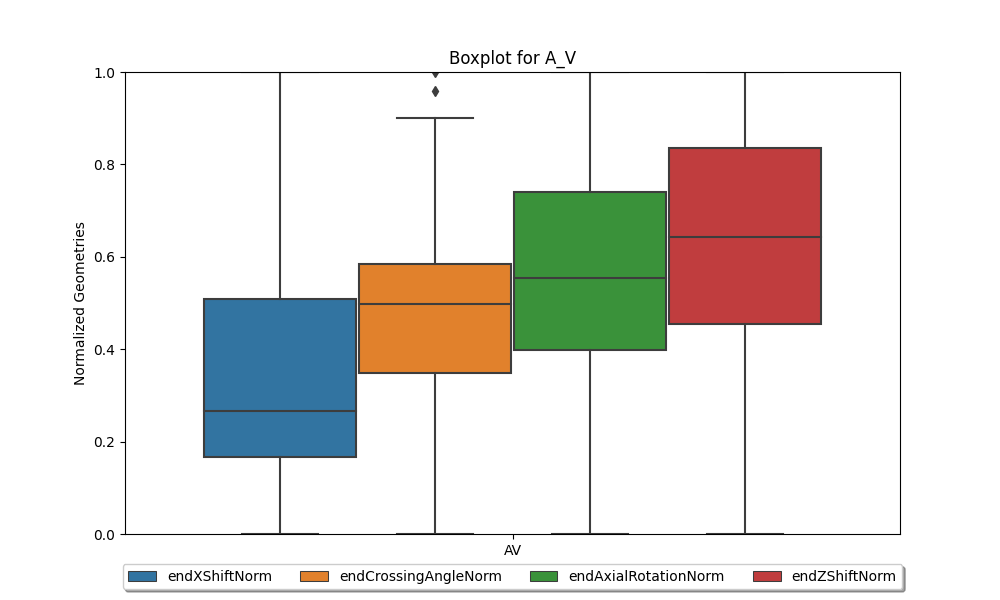 Boxplot for A_V
1.0
0.8
0.6
0.4
0.2
0.0
Normalized Geometries
AV
endXShiftNorm endCrossingAngleNorm endAxialRotationNorm endZShiftNorm